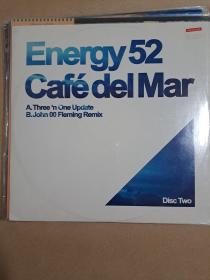 Energy 52
Café del Mar
A. Three 'n One Update
B. John 00 Fleming Remix
Disc Two